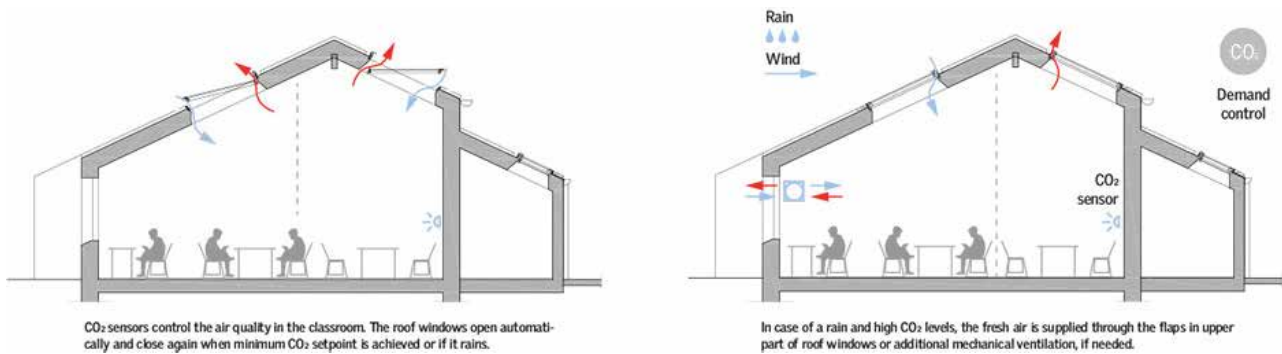 Rain
Wind
CO₂
Demand
control
CO₂
sensor
CO₂ sensors control the air quality in the classroom. The roof windows open automati-
cally and close again when minimum CO₂ setpoint is achieved or if it rains.
In case of a rain and high CO₂ levels, the fresh air is supplied through the flaps in upper
part of roof windows or additional mechanical ventilation, if needed.